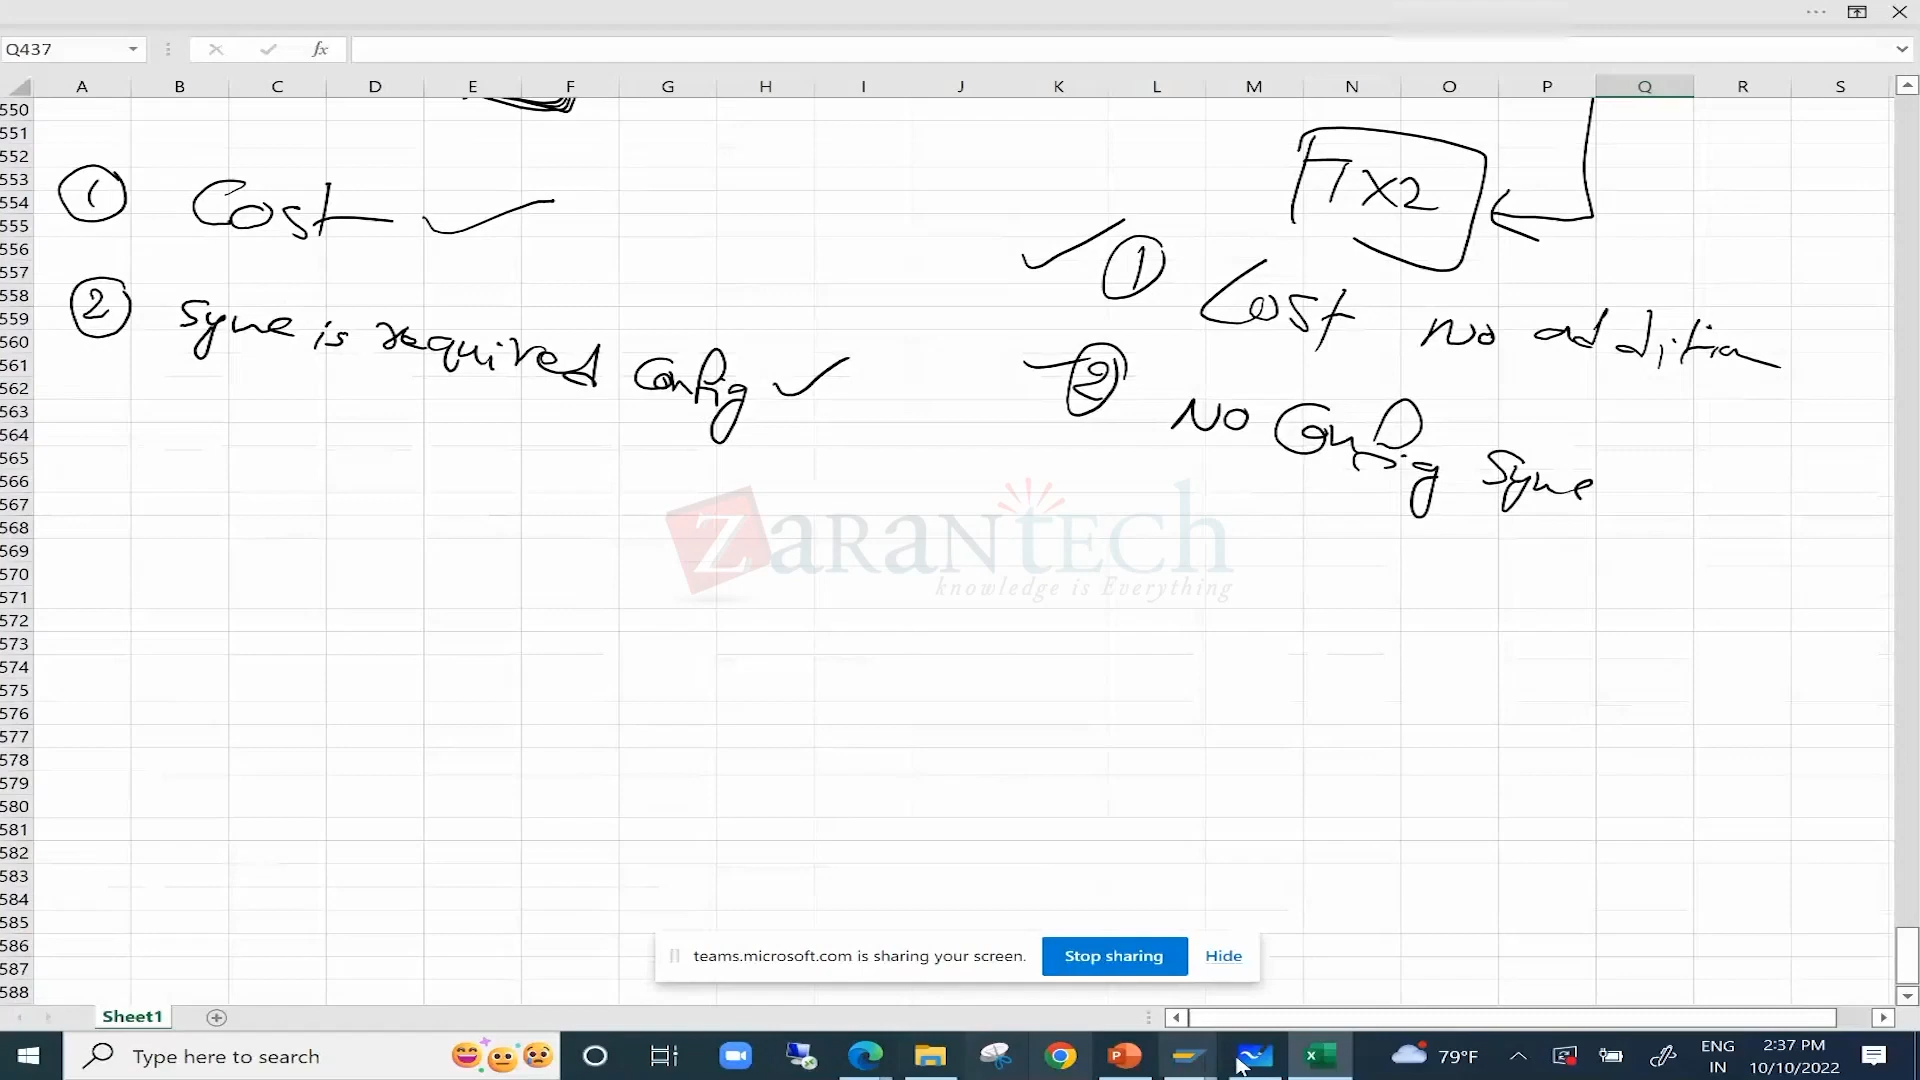 Q437
fx
A B C D E F G H I J K L M N O P Q R S
550
551
552
553
554
555
556
557
558
559
560
561
562
563
564
565
566
567
568
569
570
571
572
573
574
575
576
577
578
579
580
581
582
583
584
585
586
587
588
① Cost
② Sync is required Config
① Cost No addition
② No Config Sync
ZaranTech
knowledge is Everything
teams.microsoft.com is sharing your screen. Stop sharing Hide
Sheet1
Type here to search
79°F
ENG
IN
2:37 PM
10/10/2022